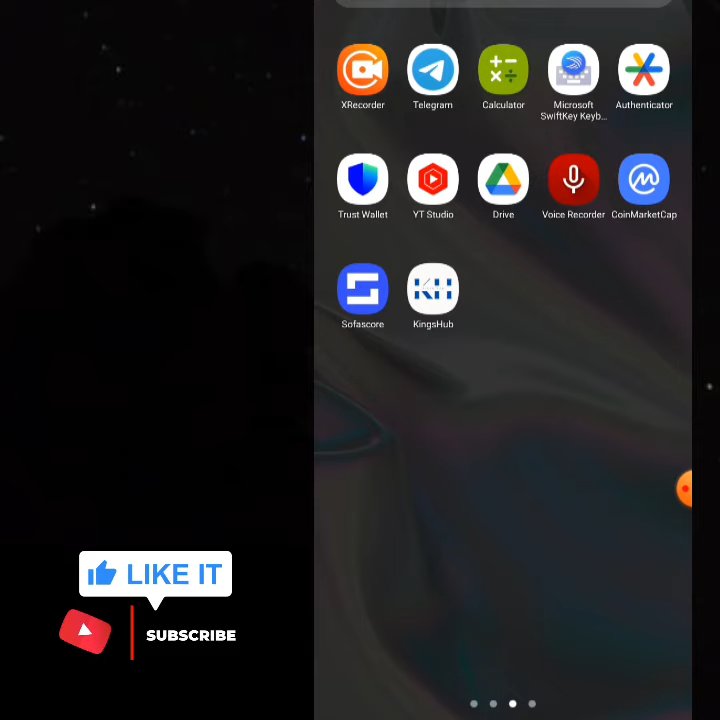 XRecorder
Telegram
Calculator
Microsoft
SwiftKey Keyb...
Authenticator
Trust Wallet
YT Studio
Drive
Voice Recorder
CoinMarketCap
KH
Sofascore
KingsHub
LIKE IT
SUBSCRIBE